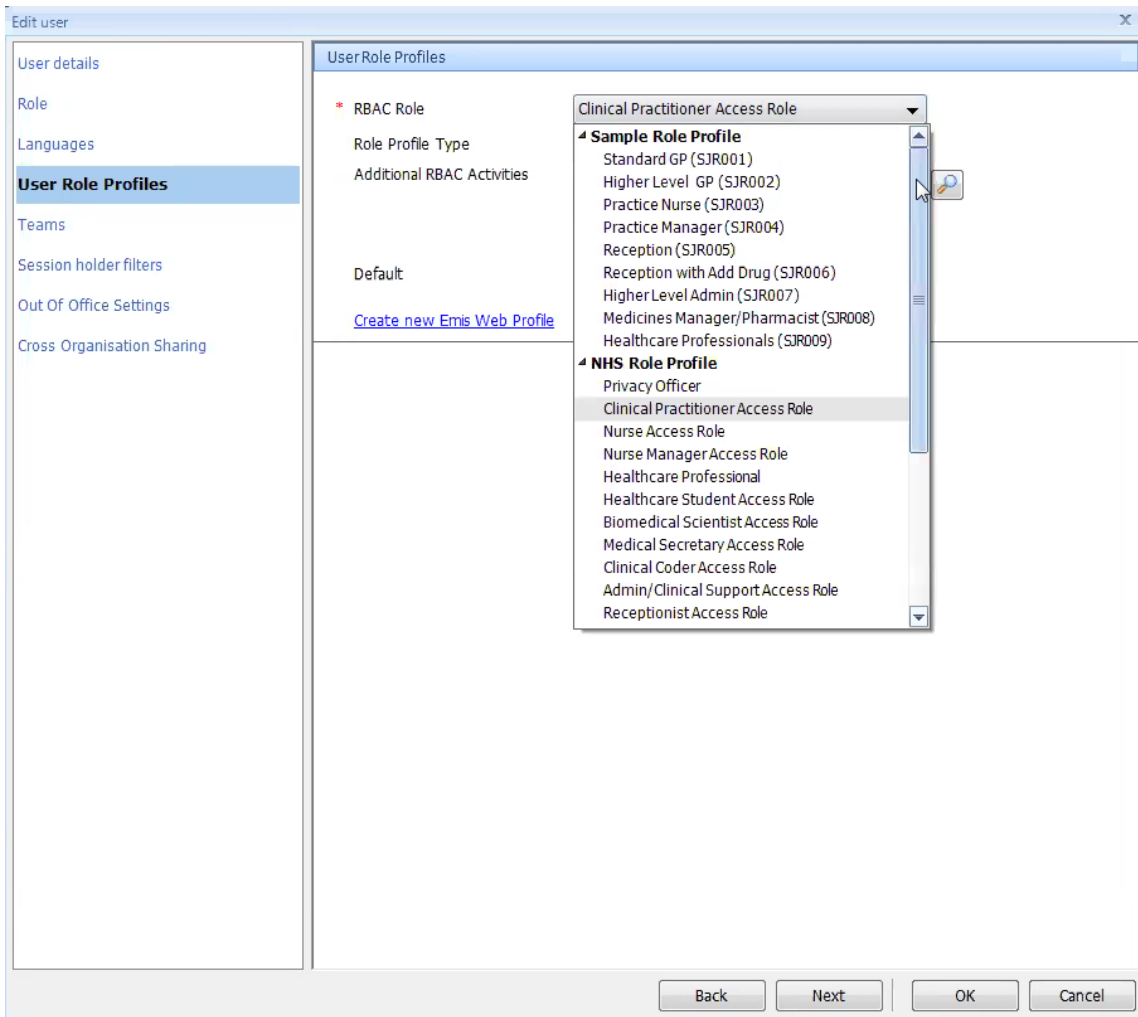 Edit user
X
User details
Role
Languages
User Role Profiles
Teams
Session holder filters
Out Of Office Settings
Cross Organisation Sharing
User Role Profiles
* RBAC Role
Clinical Practitioner Access Role
Role Profile Type
Additional RBAC Activities
Default
Create new Emis Web Profile
Sample Role Profile
Standard GP (SJR001)
Higher Level GP (SJR002)
Practice Nurse (SJR003)
Practice Manager (SJR004)
Reception (SJR005)
Reception with Add Drug (SJR006)
Higher Level Admin (SJR007)
Medicines Manager/Pharmacist (SJR008)
Healthcare Professionals (SJR009)
NHS Role Profile
Privacy Officer
Clinical Practitioner Access Role
Nurse Access Role
Nurse Manager Access Role
Healthcare Professional
Healthcare Student Access Role
Biomedical Scientist Access Role
Medical Secretary Access Role
Clinical Coder Access Role
Admin/Clinical Support Access Role
Receptionist Access Role
Back
Next
OK
Cancel